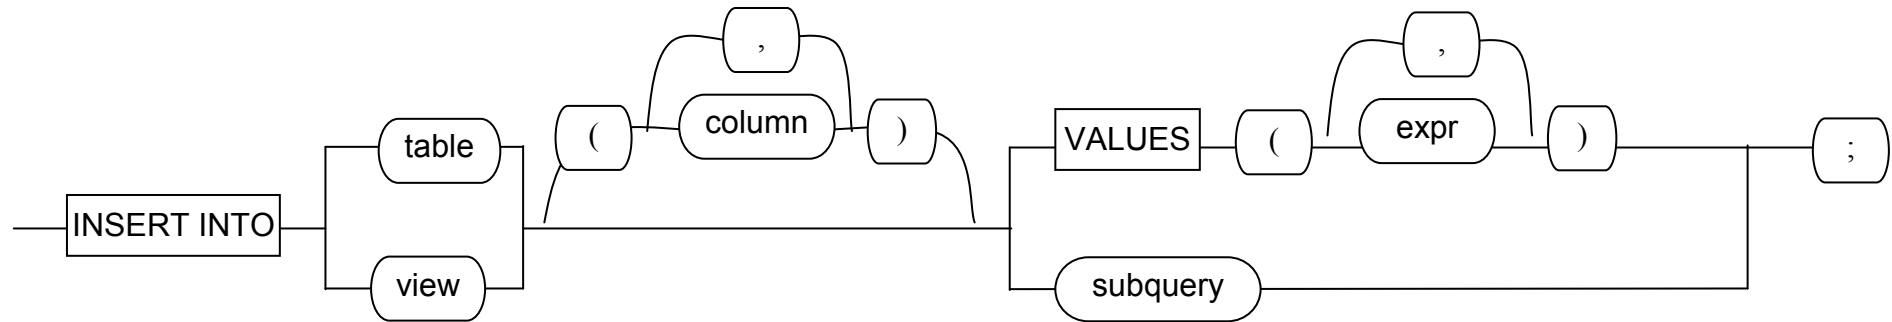 INSERT INTO
table
view
(
,
column
)
VALUES
(
,
expr
)
subquery
;